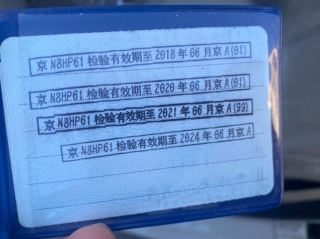 京 N8HP61 检验有效期至 2018 年 06 月京 A(01)
京 N8HP61 检验有效期至 2020 年 06 月京 A(01)
京 N8HP61 检验有效期至 2021 年 06 月京 A(99)
京 N8HP61 检验有效期至 2024 年 06 月京 A